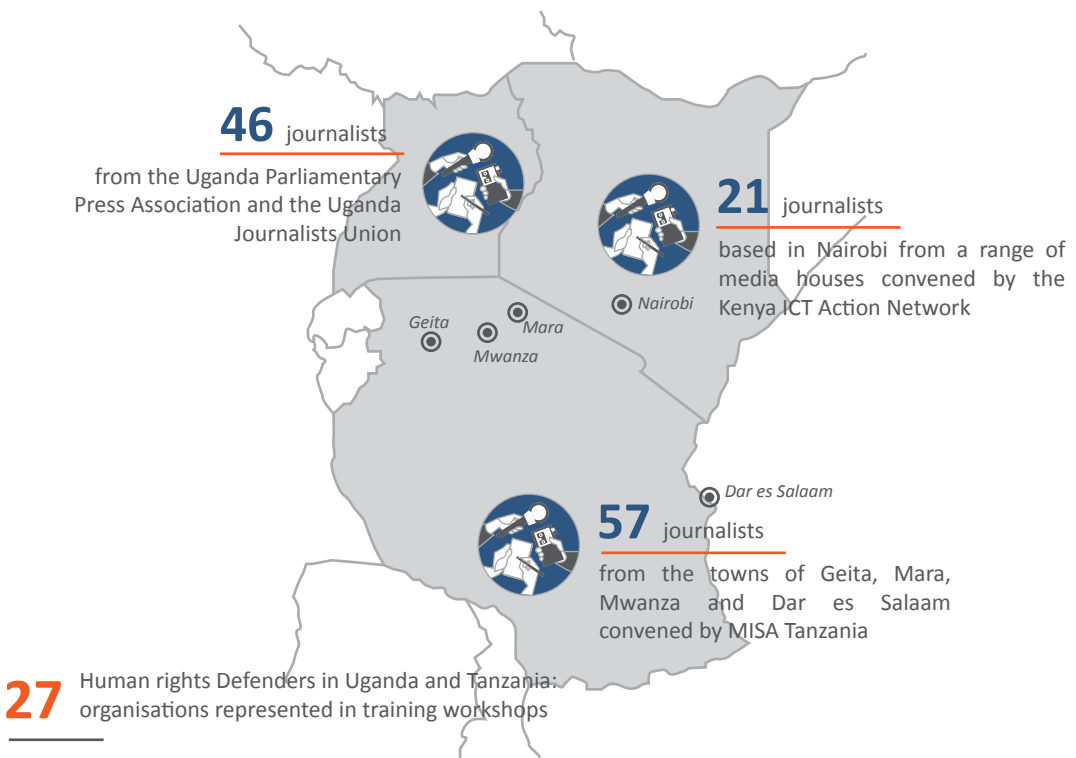 46 journalists
from the Uganda Parliamentary
Press Association and the Uganda
Journalists Union
21 journalists
based in Nairobi from a range of
media houses convened by the
Kenya ICT Action Network
Nairobi
Geita
Mara
Mwanza
Dar es Salaam
57 journalists
from the towns of Geita, Mara,
Mwanza and Dar es Salaam
convened by MISA Tanzania
27 Human rights Defenders in Uganda and Tanzania:
organisations represented in training workshops